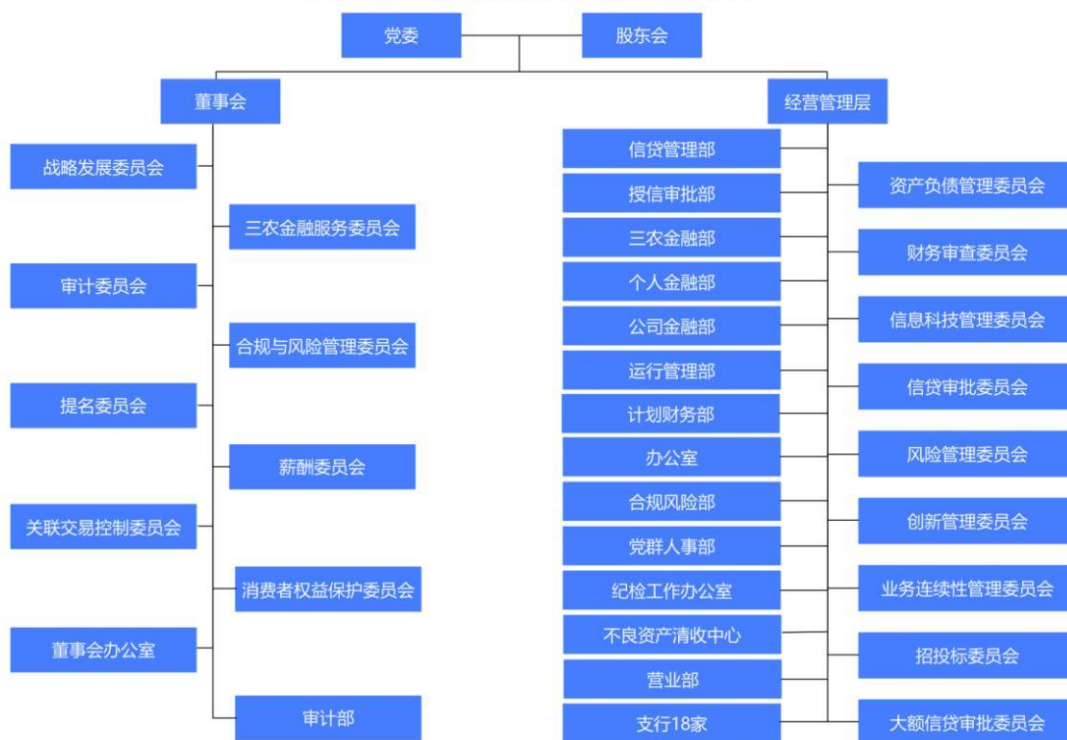 党委
股东会
董事会
经营管理层
战略发展委员会
三农金融服务委员会
审计委员会
合规与风险管理委员会
提名委员会
薪酬委员会
关联交易控制委员会
消费者权益保护委员会
董事会办公室
审计部
信贷管理部
授信审批部
三农金融部
个人金融部
公司金融部
运行管理部
计划财务部
办公室
合规风险部
党群人事部
纪检工作办公室
不良资产清收中心
营业部
支行18家
资产负债管理委员会
财务审查委员会
信息科技管理委员会
信贷审批委员会
风险管理委员会
创新管理委员会
业务连续性管理委员会
招投标委员会
大额信贷审批委员会